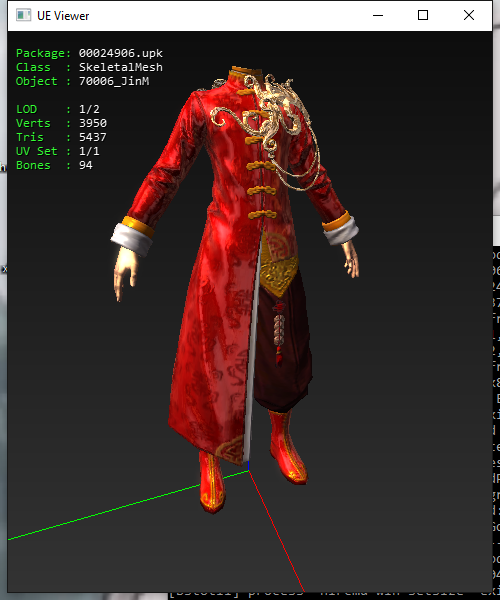 UE Viewer
Package: 00024906.upk
Class : SkeletalMesh
Object : 70006_JinM
LOD : 1/2
Verts : 3950
Tris : 5437
UV Set : 1/1
Bones : 94